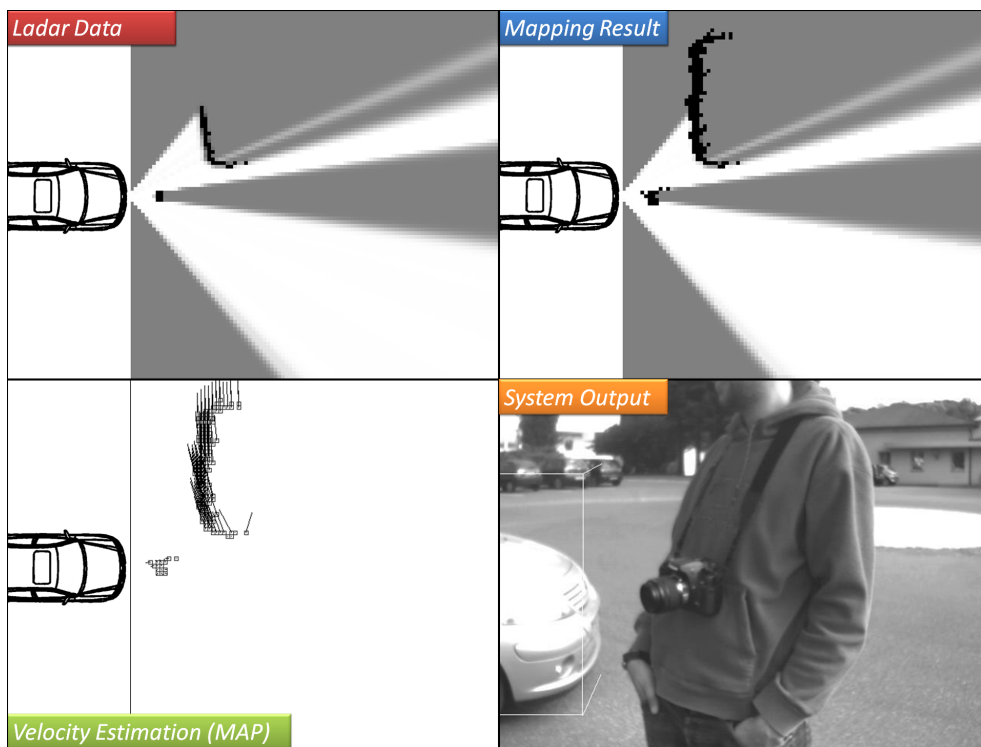 Ladar Data
Mapping Result
Velocity Estimation (MAP)
System Output